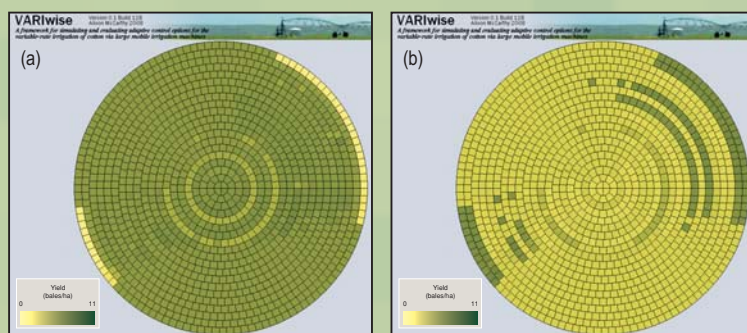 VARIwise
Version 0.1 Build 118
Alison McCarthy 2008
A framework for simulating and evaluating adaptive control options for the
variable-rate irrigation of cotton via large mobile irrigation machines
(a)
Yield
(bales/ha)
0 11
VARIwise
Version 0.1 Build 118
Alison McCarthy 2008
A framework for simulating and evaluating adaptive control options for the
variable-rate irrigation of cotton via large mobile irrigation machines
(b)
Yield
(bales/ha)
0 11